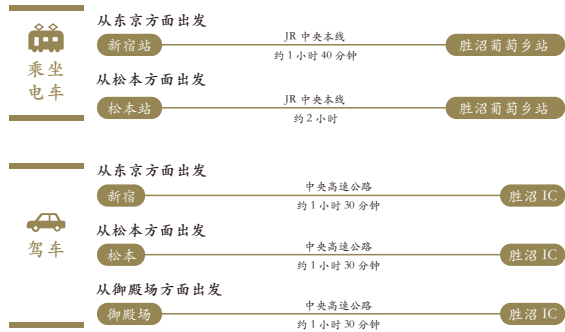 乘坐
电车
从东京方面出发
新宿站
JR 中央本线
约 1 小时 40 分钟
胜沼葡萄乡站
从松本方面出发
松本站
JR 中央本线
约 2 小时
胜沼葡萄乡站
驾车
从东京方面出发
新宿
中央高速公路
约 1 小时 30 分钟
胜沼 IC
从松本方面出发
松本
中央高速公路
约 1 小时 30 分钟
胜沼 IC
从御殿场方面出发
御殿场
中央高速公路
约 1 小时 30 分钟
胜沼 IC